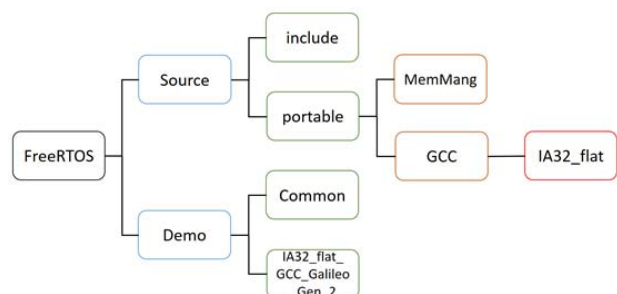 include
Source
MemMang
portable
FreeRTOS
GCC
IA32_flat
Common
Demo
IA32_flat_
GCC_Galileo
Gen_2